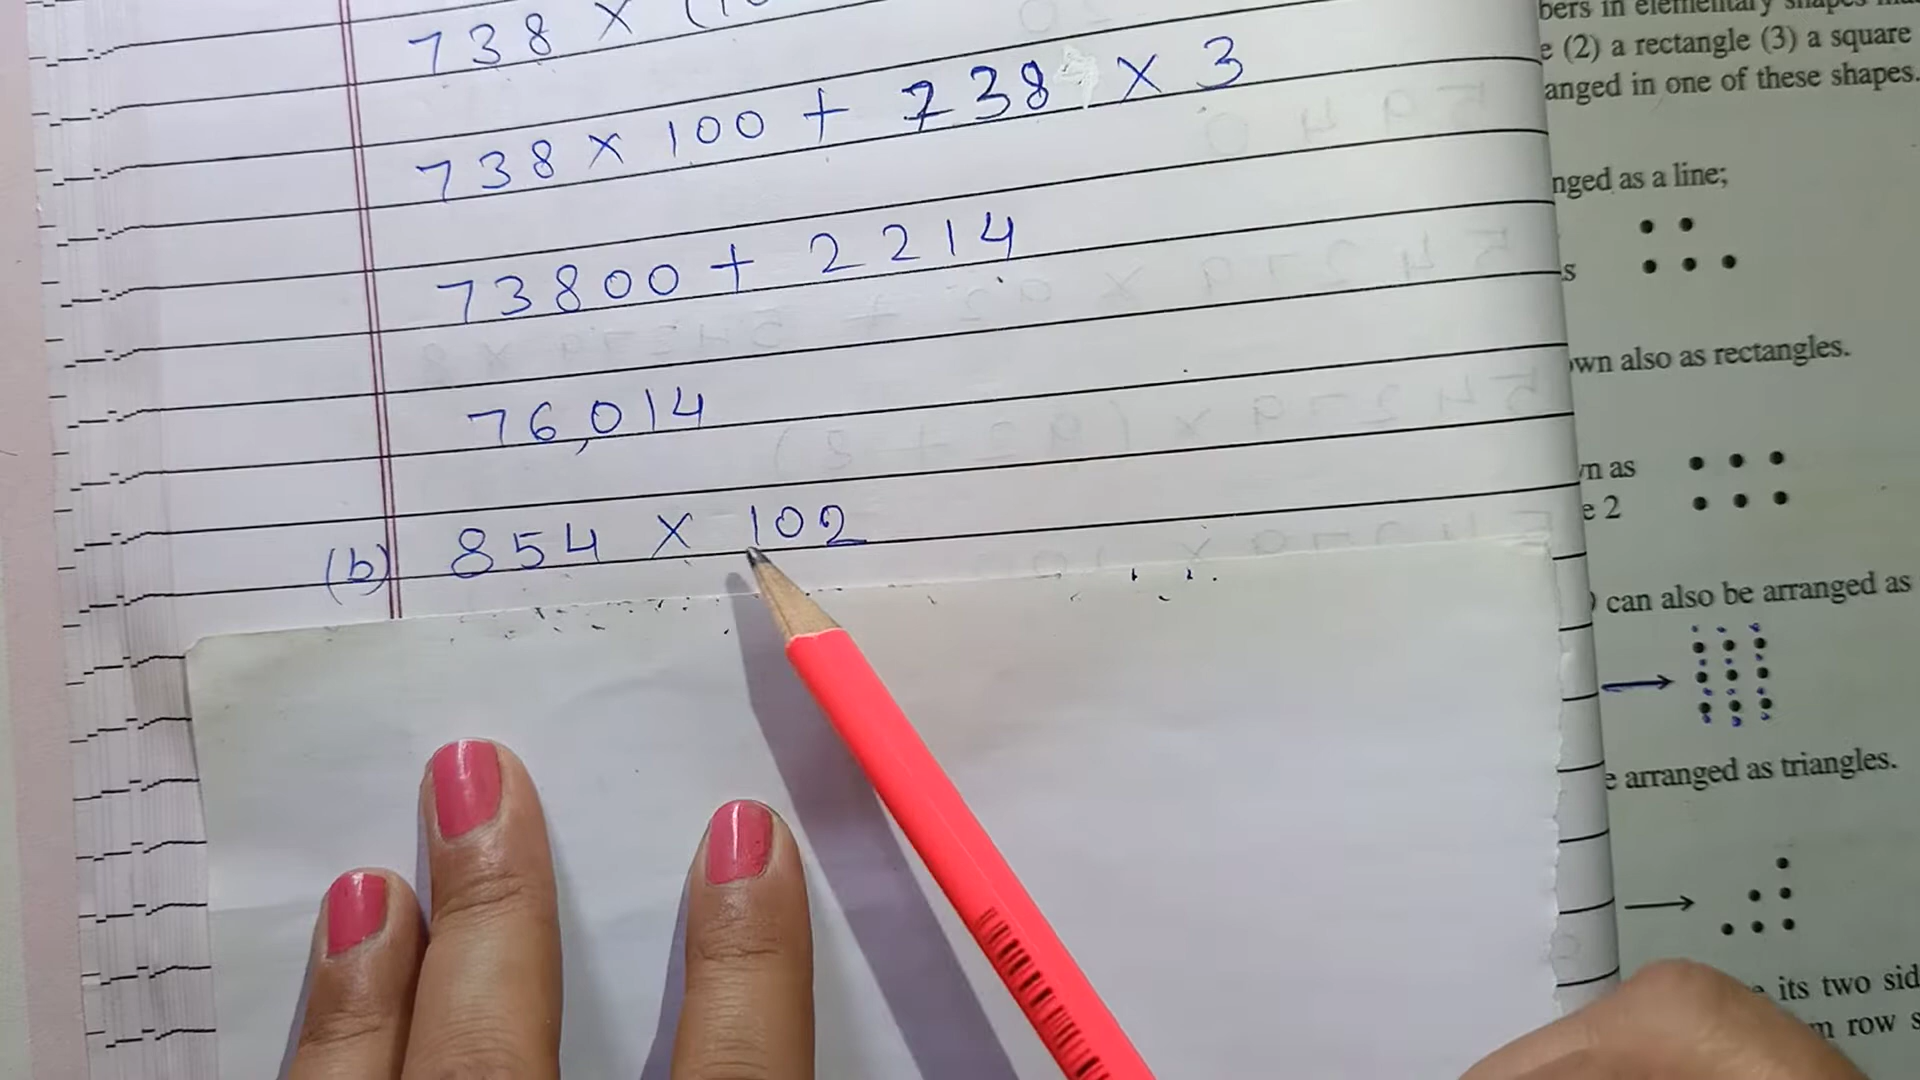 738 × (10
738 × 100 + 738 × 3
73800 + 2214
76,014
(b) 854 × 102
bers in elementary shapes
e (2) a rectangle (3) a square
anged in one of these shapes.
nged as a line;
s
own also as rectangles.
n as
e 2
) can also be arranged as
e arranged as triangles.
its two sid
m row s